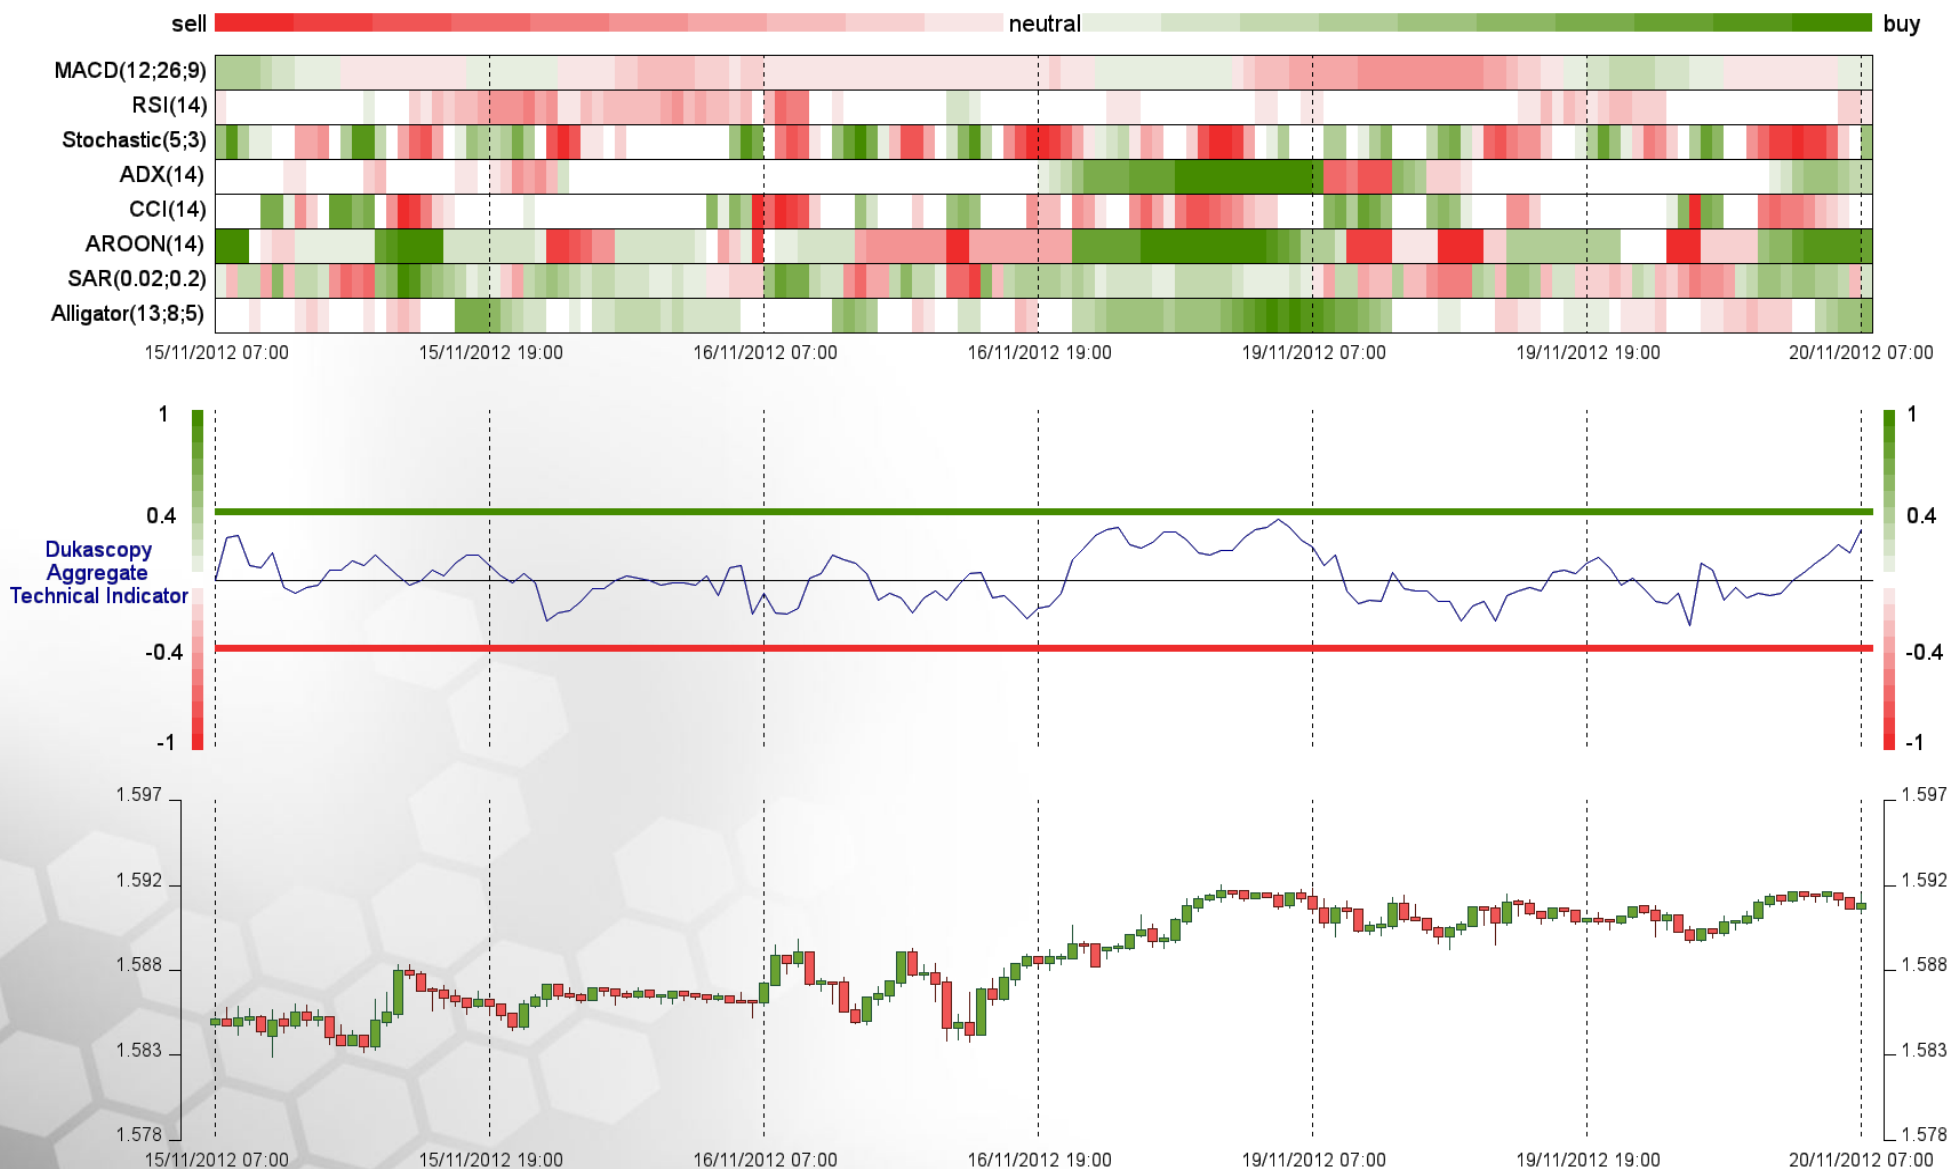 sell neutral buy
MACD(12;26;9)
RSI(14)
Stochastic(5;3)
ADX(14)
CCI(14)
AROON(14)
SAR(0.02;0.2)
Alligator(13;8;5)
15/11/2012 07:00 15/11/2012 19:00 16/11/2012 07:00 16/11/2012 19:00 19/11/2012 07:00 19/11/2012 19:00 20/11/2012 07:00
1 1
0.4 0.4
Dukascopy
Aggregate
Technical Indicator
-0.4 -0.4
-1 -1
1.597 1.597
1.592 1.592
1.588 1.588
1.583 1.583
1.578 1.578
15/11/2012 07:00 15/11/2012 19:00 16/11/2012 07:00 16/11/2012 19:00 19/11/2012 07:00 19/11/2012 19:00 20/11/2012 07:00